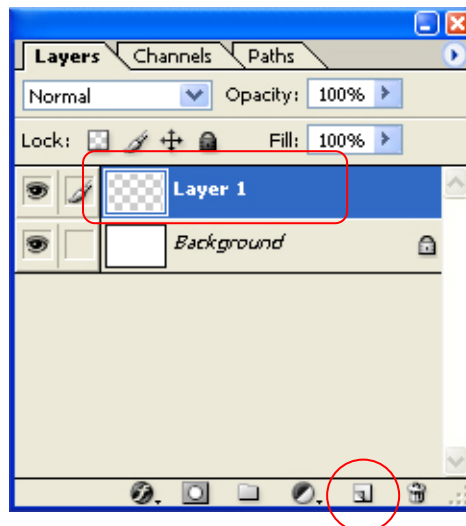 Layers Channels Paths
Normal Opacity: 100%
Lock: Fill: 100%
Layer 1
Background